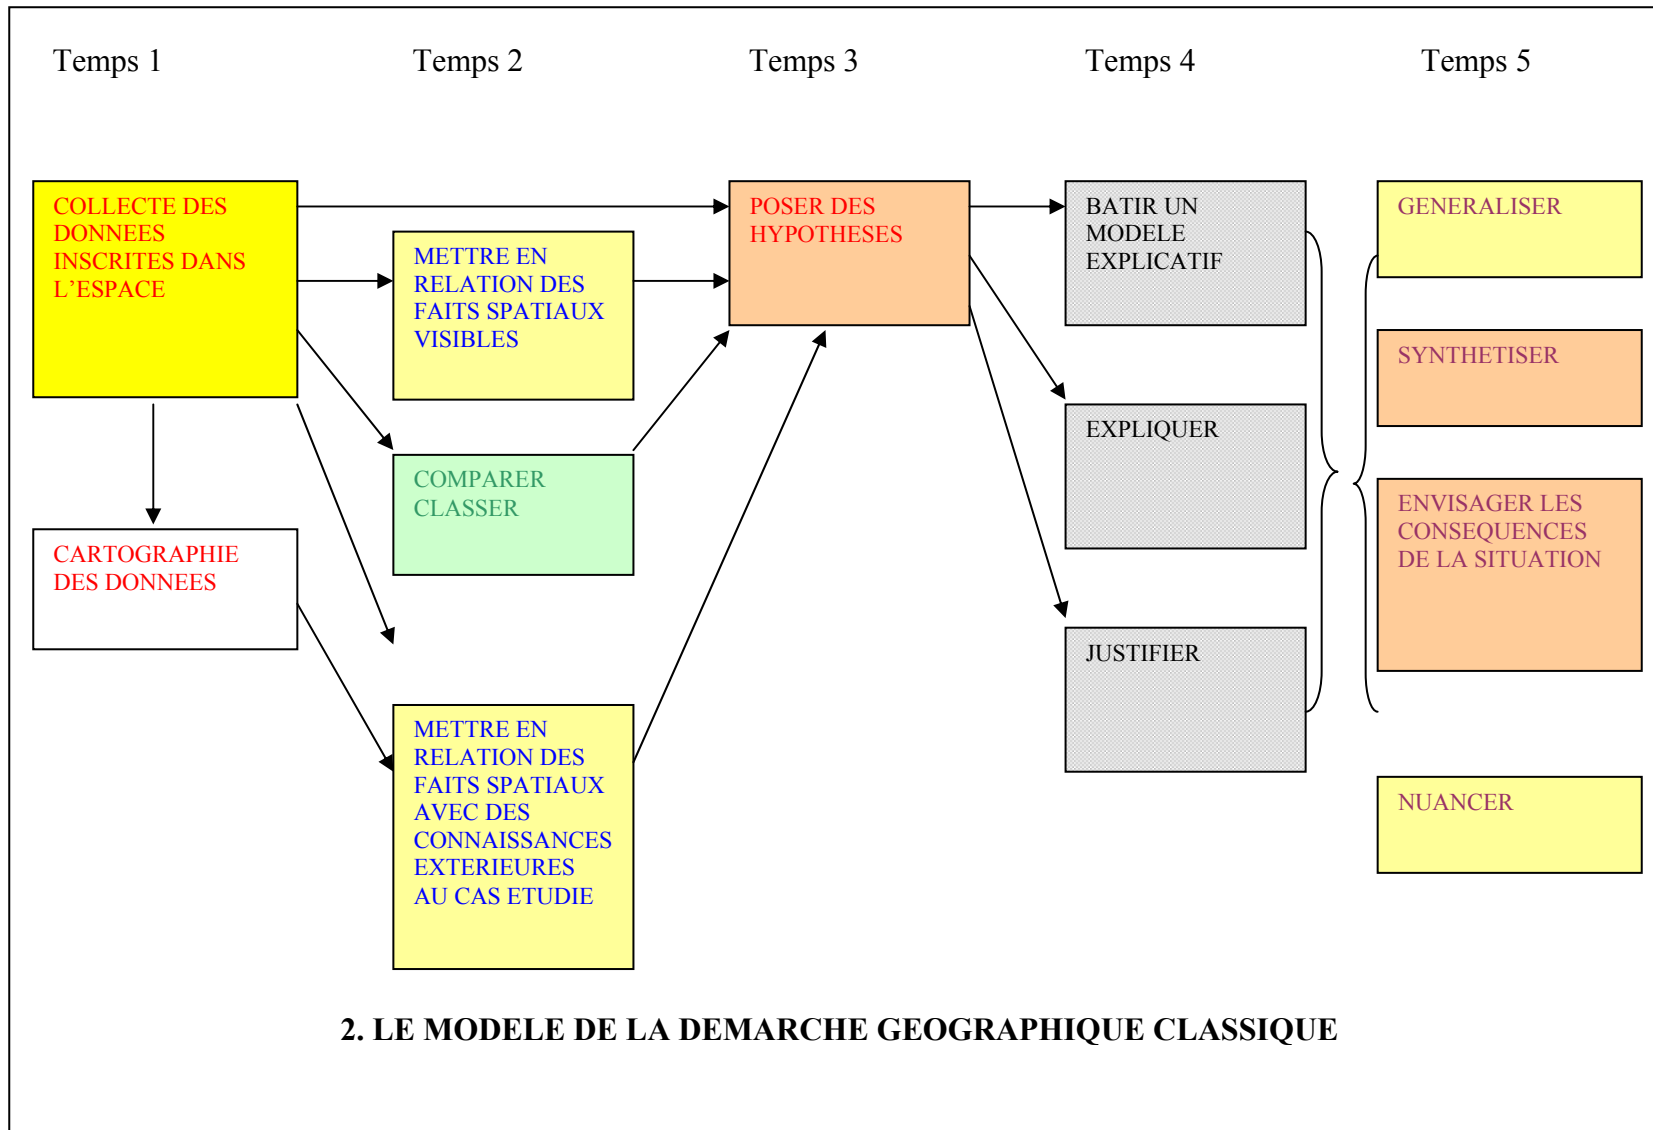 Temps 1
Temps 2
Temps 3
Temps 4
Temps 5
COLLECTE DES
DONNEES
INSCRITES DANS
L’ESPACE
CARTOGRAPHIE
DES DONNEES
METTRE EN
RELATION DES
FAITS SPATIAUX
VISIBLES
COMPARER
CLASSER
METTRE EN
RELATION DES
FAITS SPATIAUX
AVEC DES
CONNAISSANCES
EXTERIEURES
AU CAS ETUDIE
POSER DES
HYPOTHESES
BATIR UN
MODELE
EXPLICATIF
EXPLIQUER
JUSTIFIER
GENERALISER
SYNTHETISER
ENVISAGER LES
CONSEQUENCES
DE LA SITUATION
NUANCER
2. LE MODELE DE LA DEMARCHE GEOGRAPHIQUE CLASSIQUE